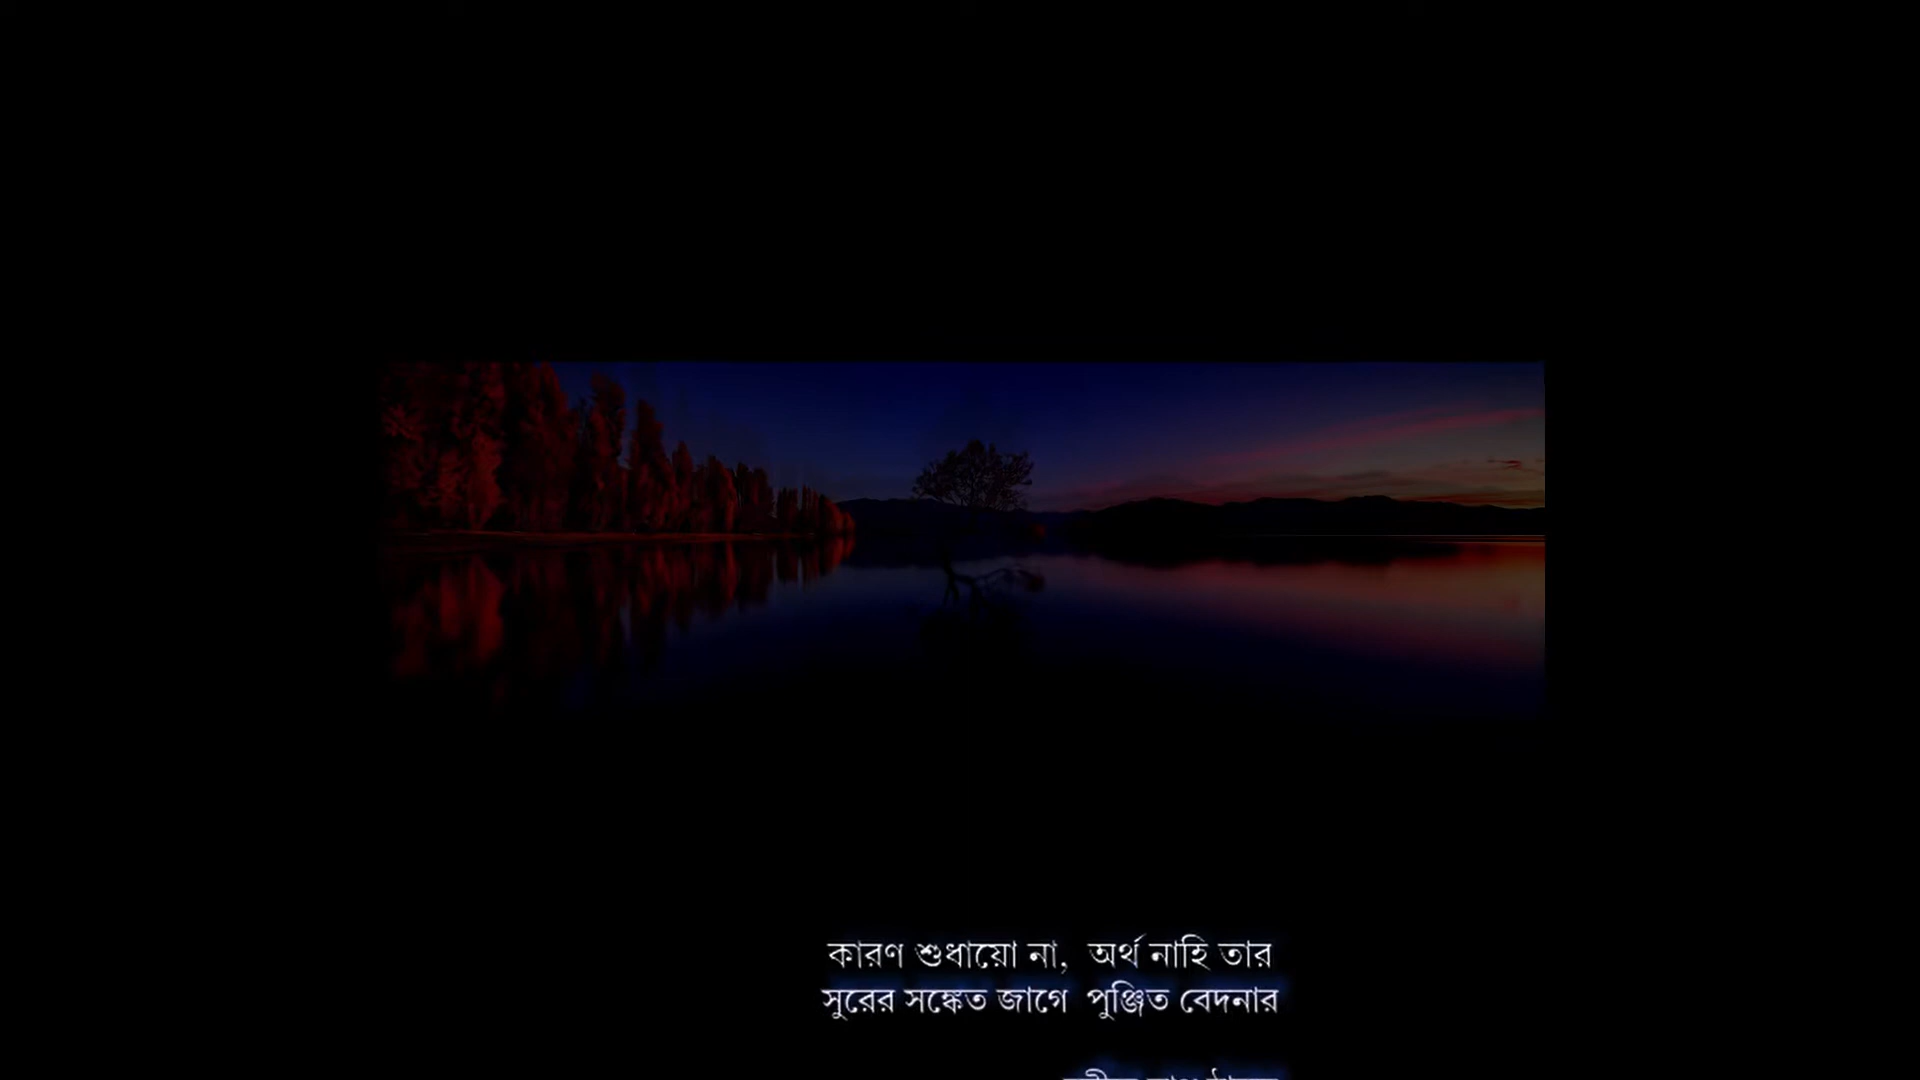 কারণ শুধায়ো না, অর্থ নাহি তার
সুরের সঙ্কেত জাগে পুঞ্জিত বেদনার